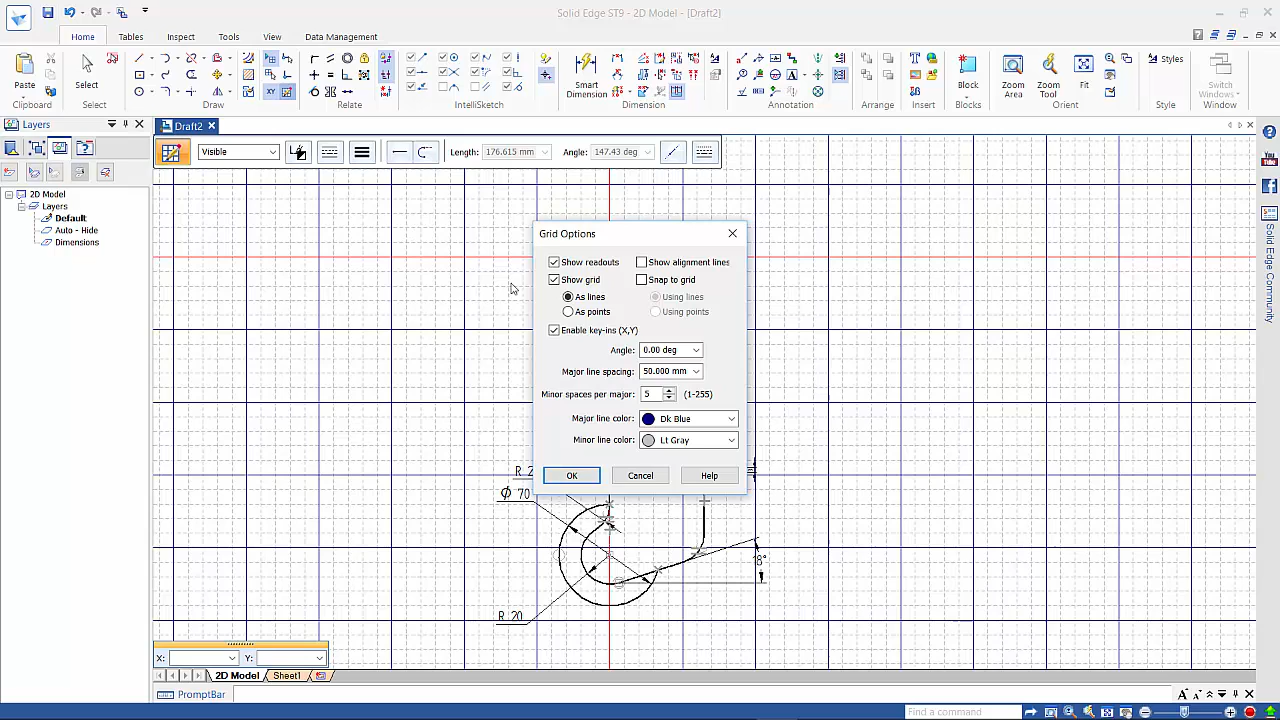 Solid Edge ST9 - 2D Model - [Draft2]
Home
Tables
Inspect
Sketch
Tools
View
Data Management
Paste
Select
Smart
Dimension
Zoom
Area
Zoom
Tool
Fit
Block
Styles
Switch
Windows
Clipboard
Select
Draw
Relate
IntelliSketch
Dimension
Annotation
Arrange
Insert
Blocks
Orient
Style
Window
Layers
Draft2
Visible
Length: 176.615 mm
Angle: 147.43 deg
2D Model
Layers
Default
Auto - Hide
Dimensions
YouTube
Solid Edge Community
Grid Options
Show readouts
Show alignment lines
Show grid
Snap to grid
As lines
Using lines
As points
Using points
Enable key-ins (X,Y)
Angle: 0.00 deg
Major line spacing: 50.000 mm
Minor spaces per major: 5 (1-255)
Major line color: Dk Blue
Minor line color: Lt Gray
OK
Cancel
Help
R 2
Ø 70
18°
R 20
X:
Y:
2D Model
Sheet1
PromptBar
Find a command